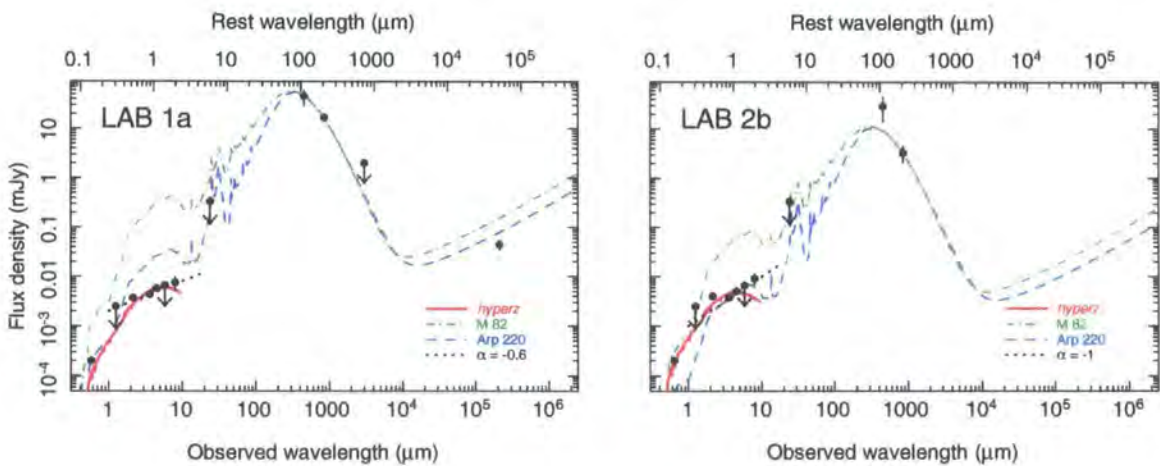 Rest wavelength (μm)
0.1 1 10 100 1000 10⁴ 10⁵
LAB 1a
Flux density (mJy)
10
1
0.1
0.01
10⁻³
10⁻⁴
hyperz
M 82
Arp 220
α = -0.6
1 10 100 1000 10⁴ 10⁵ 10⁶
Observed wavelength (μm)
Rest wavelength (μm)
0.1 1 10 100 1000 10⁴ 10⁵
LAB 2b
10
1
0.1
0.01
10⁻³
10⁻⁴
hyperz
M 82
Arp 220
α = -1
1 10 100 1000 10⁴ 10⁵ 10⁶
Observed wavelength (μm)